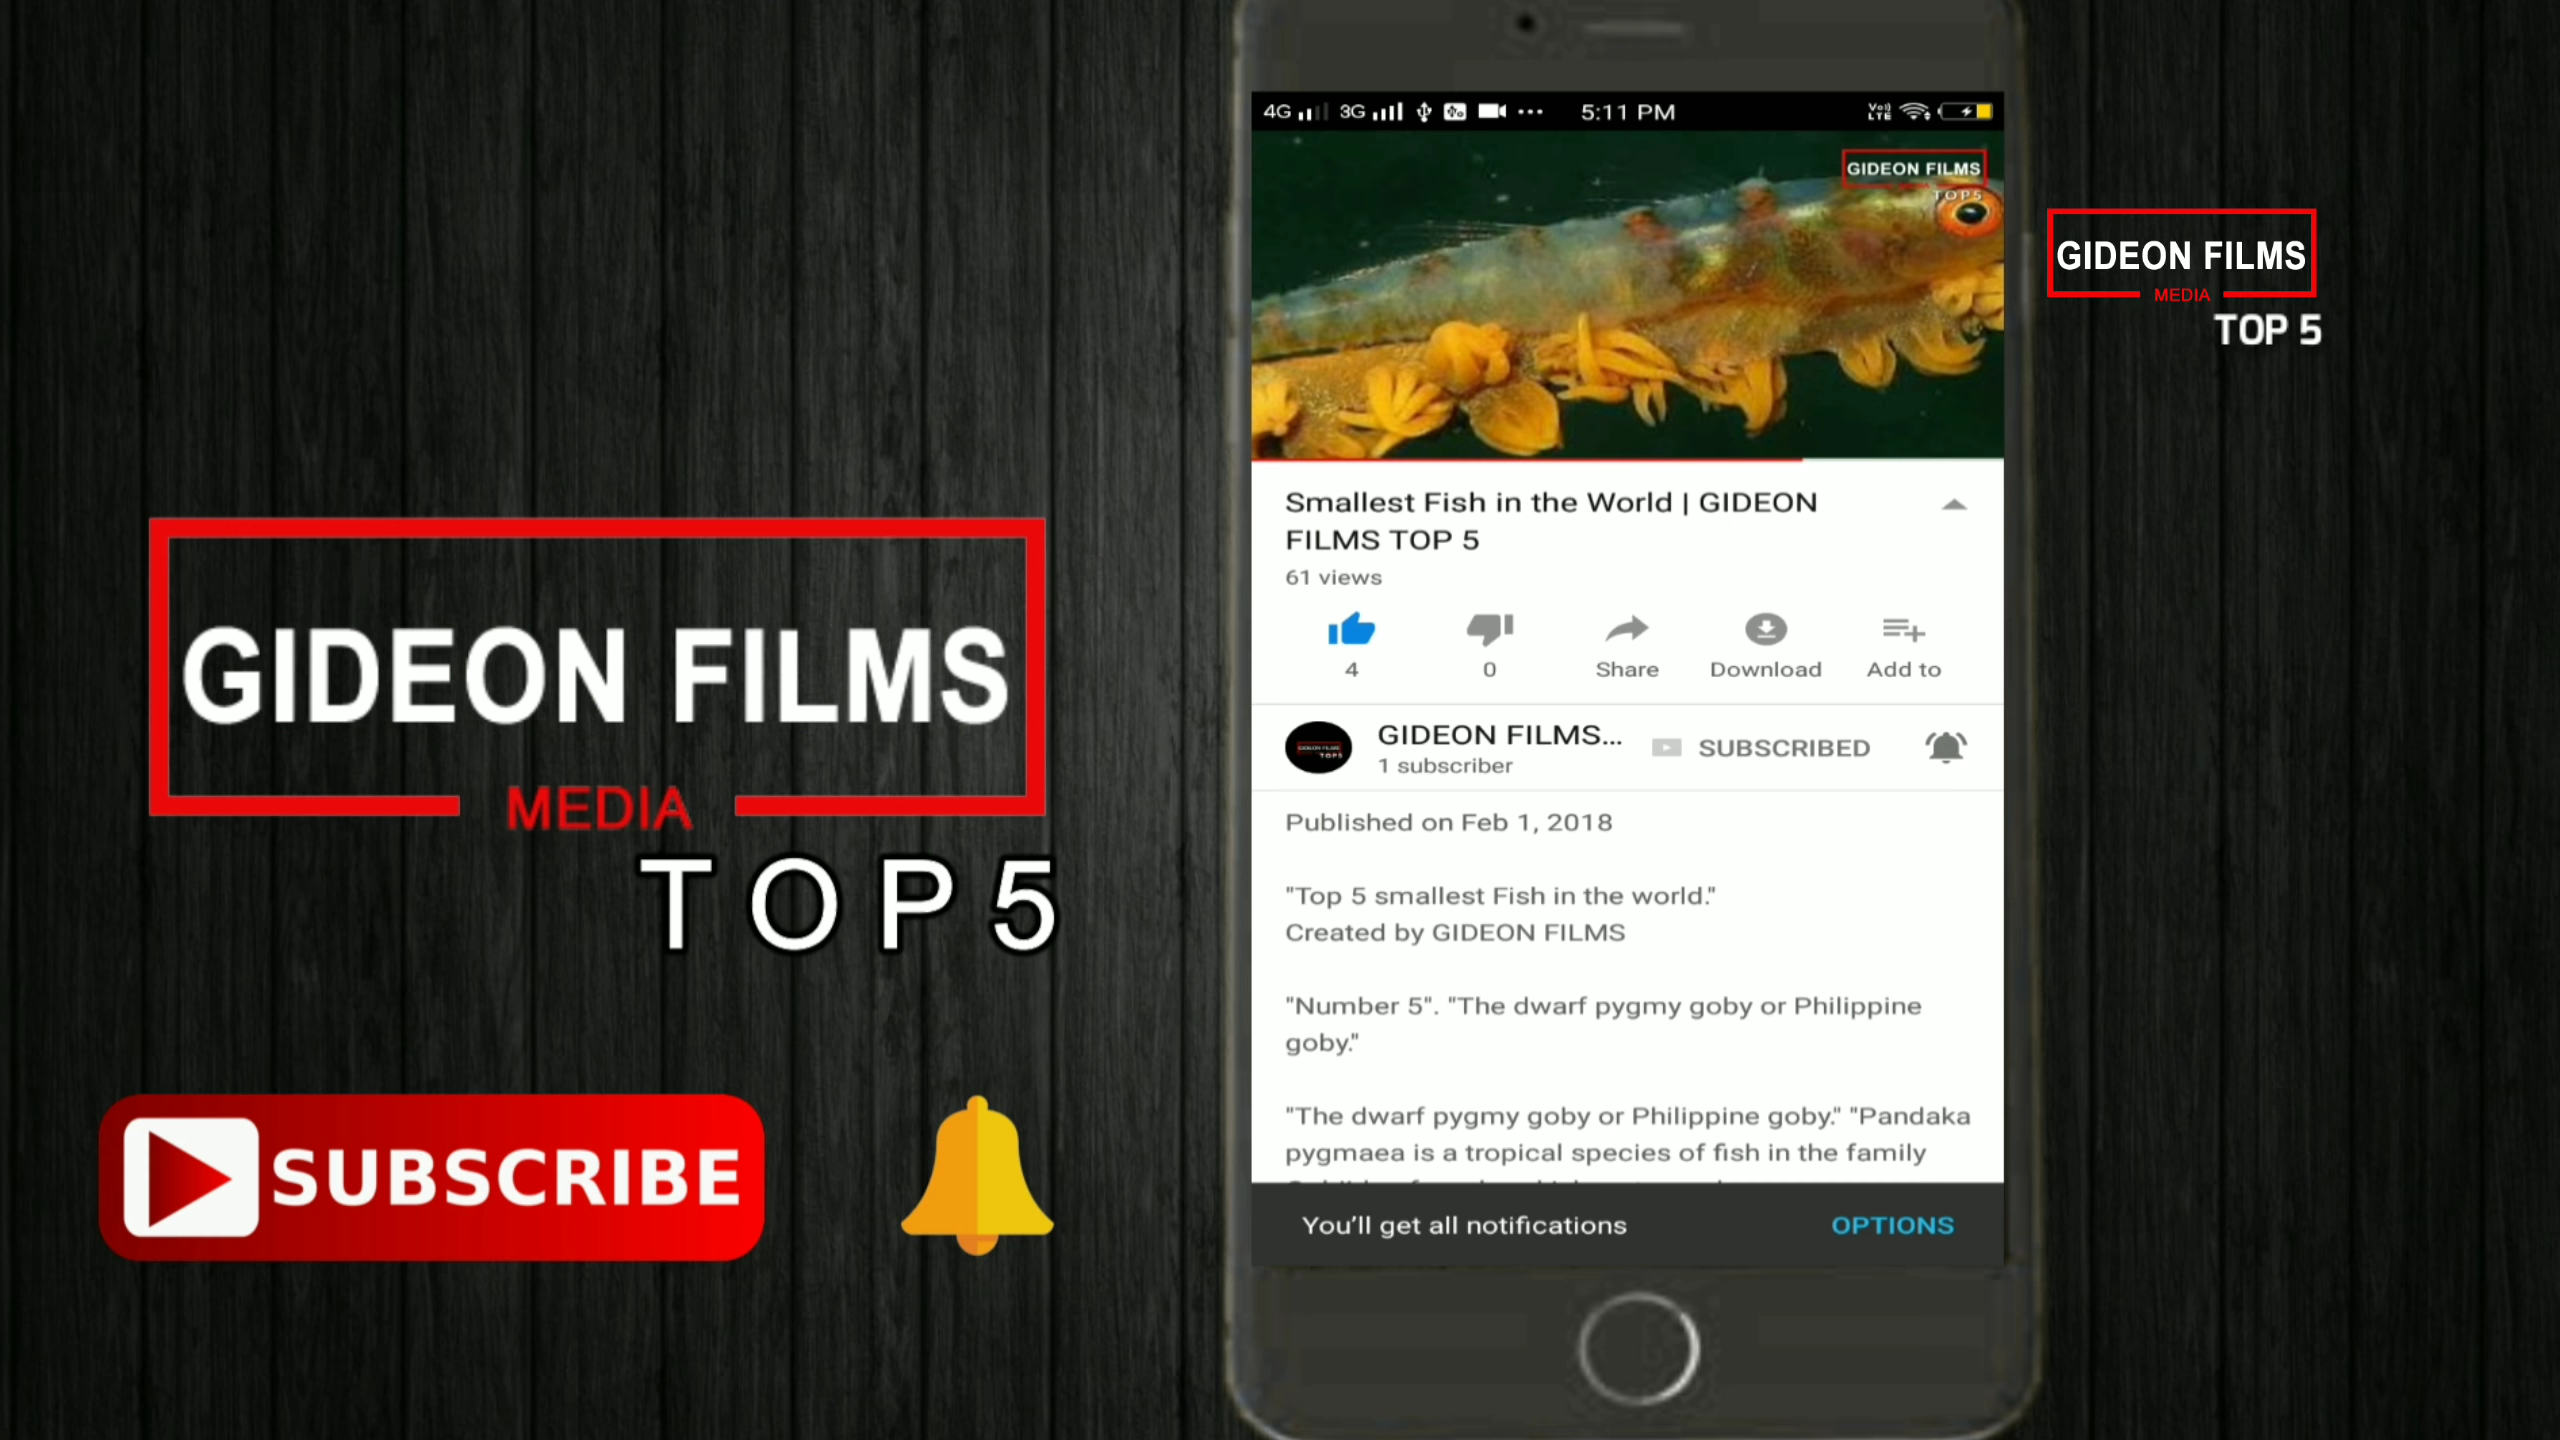 GIDEON FILMS
MEDIA
TOP5
SUBSCRIBE
4G 3G 5:11 PM VoLTE
GIDEON FILMS
TOP5
Smallest Fish in the World | GIDEON
FILMS TOP 5
61 views
4 0 Share Download Add to
GIDEON FILMS...
1 subscriber
SUBSCRIBED
Published on Feb 1, 2018
"Top 5 smallest Fish in the world."
Created by GIDEON FILMS
"Number 5". "The dwarf pygmy goby or Philippine
goby."
"The dwarf pygmy goby or Philippine goby." "Pandaka
pygmaea is a tropical species of fish in the family
You'll get all notifications OPTIONS
GIDEON FILMS
MEDIA
TOP 5